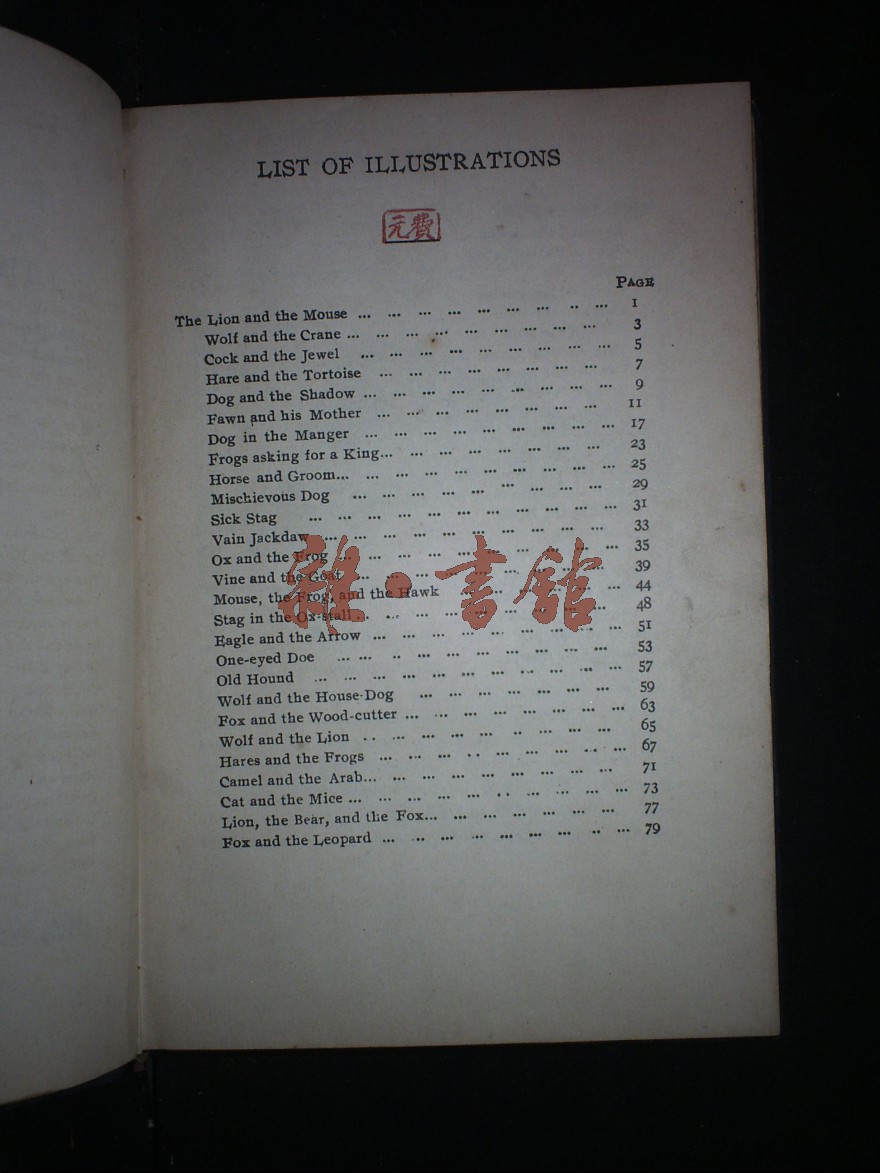 LIST OF ILLUSTRATIONS
費元
PAGE
The Lion and the Mouse ... ... ... ... ... ... ... ... ... 1
Wolf and the Crane ... ... ... ... ... ... ... ... ... 3
Cock and the Jewel ... ... ... ... ... ... ... ... ... 5
Hare and the Tortoise ... ... ... ... ... ... ... ... 7
Dog and the Shadow ... ... ... ... ... ... ... ... ... 9
Fawn and his Mother ... ... ... ... ... ... ... ... 11
Dog in the Manger ... ... ... ... ... ... ... ... ... 17
Frogs asking for a King... ... ... ... ... ... ... ... 23
Horse and Groom... ... ... ... ... ... ... ... ... ... 25
Mischievous Dog ... ... ... ... ... ... ... ... ... 29
Sick Stag ... ... ... ... ... ... ... ... ... ... ... 31
Vain Jackdaw ... ... ... ... ... ... ... ... ... ... 33
Ox and the Frog ... ... ... ... ... ... ... ... ... ... 35
Vine and the Goat ... ... ... ... ... ... ... ... ... 39
Mouse, the Frog, and the Hawk ... ... ... ... ... ... 44
Stag in the Ox-stall ... ... ... ... ... ... ... ... ... 48
Eagle and the Arrow ... ... ... ... ... ... ... ... ... 51
One-eyed Doe ... ... ... ... ... ... ... ... ... ... 53
Old Hound ... ... ... ... ... ... ... ... ... ... ... 57
Wolf and the House-Dog ... ... ... ... ... ... ... 59
Fox and the Wood-cutter ... ... ... ... ... ... ... ... 63
Wolf and the Lion ... ... ... ... ... ... ... ... ... 65
Hares and the Frogs ... ... ... ... ... ... ... ... ... 67
Camel and the Arab... ... ... ... ... ... ... ... ... 71
Cat and the Mice ... ... ... ... ... ... ... ... ... ... 73
Lion, the Bear, and the Fox... ... ... ... ... ... ... 77
Fox and the Leopard ... ... ... ... ... ... ... ... ... 79
雜·書館